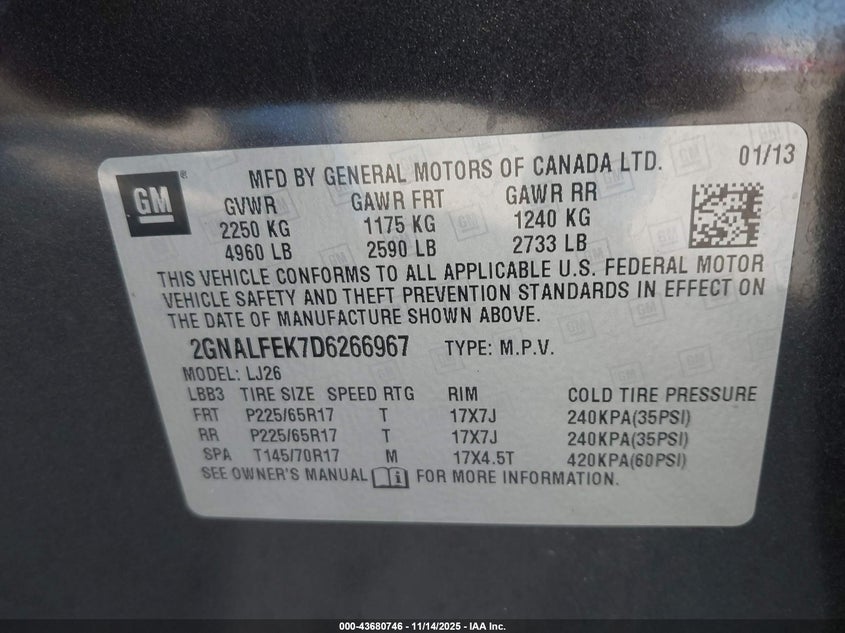 GM ®
MFD BY GENERAL MOTORS OF CANADA LTD. 01/13
GVWR GAWR FRT GAWR RR
2250 KG 1175 KG 1240 KG
4960 LB 2590 LB 2733 LB
THIS VEHICLE CONFORMS TO ALL APPLICABLE U.S. FEDERAL MOTOR
VEHICLE SAFETY AND THEFT PREVENTION STANDARDS IN EFFECT ON
THE DATE OF MANUFACTURE SHOWN ABOVE.
2GNALFEK7D6266967 TYPE: M.P.V.
MODEL: LJ26
LBB3 TIRE SIZE SPEED RTG RIM COLD TIRE PRESSURE
FRT P225/65R17 T 17X7J 240KPA(35PSI)
RR P225/65R17 T 17X7J 240KPA(35PSI)
SPA T145/70R17 M 17X4.5T 420KPA(60PSI)
SEE OWNER'S MANUAL FOR MORE INFORMATION.
000-43680746 - 11/14/2025 - IAA Inc.